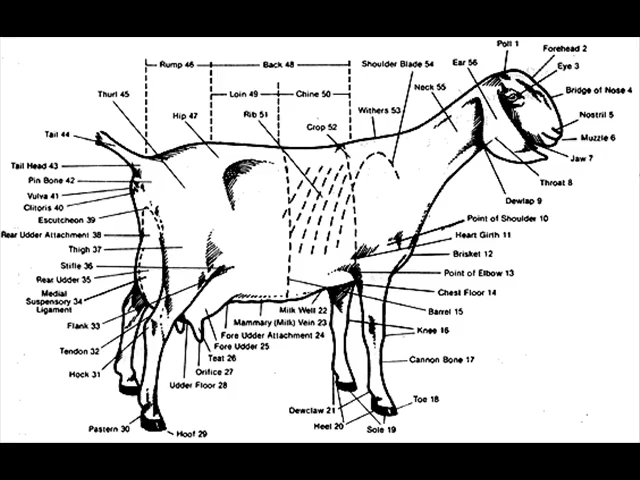 Poll 1
Forehead 2
Eye 3
Bridge of Nose 4
Nostril 5
Muzzle 6
Jaw 7
Throat 8
Dewlap 9
Point of Shoulder 10
Heart Girth 11
Brisket 12
Point of Elbow 13
Chest Floor 14
Barrel 15
Knee 16
Cannon Bone 17
Toe 18
Sole 19
Heel 20
Dewclaw 21
Milk Well 22
Mammary (Milk) Vein 23
Fore Udder Attachment 24
Fore Udder 25
Teat 26
Orifice 27
Udder Floor 28
Hoof 29
Pastern 30
Hock 31
Tendon 32
Flank 33
Medial
Suspensory 34
Ligament
Rear Udder 35
Stifle 36
Thigh 37
Rear Udder Attachment 38
Escutcheon 39
Clitoris 40
Vulva 41
Pin Bone 42
Tail Head 43
Tail 44
Thurl 45
Rump 46
Hip 47
Back 48
Loin 49
Chine 50
Rib 51
Crop 52
Withers 53
Shoulder Blade 54
Neck 55
Ear 56